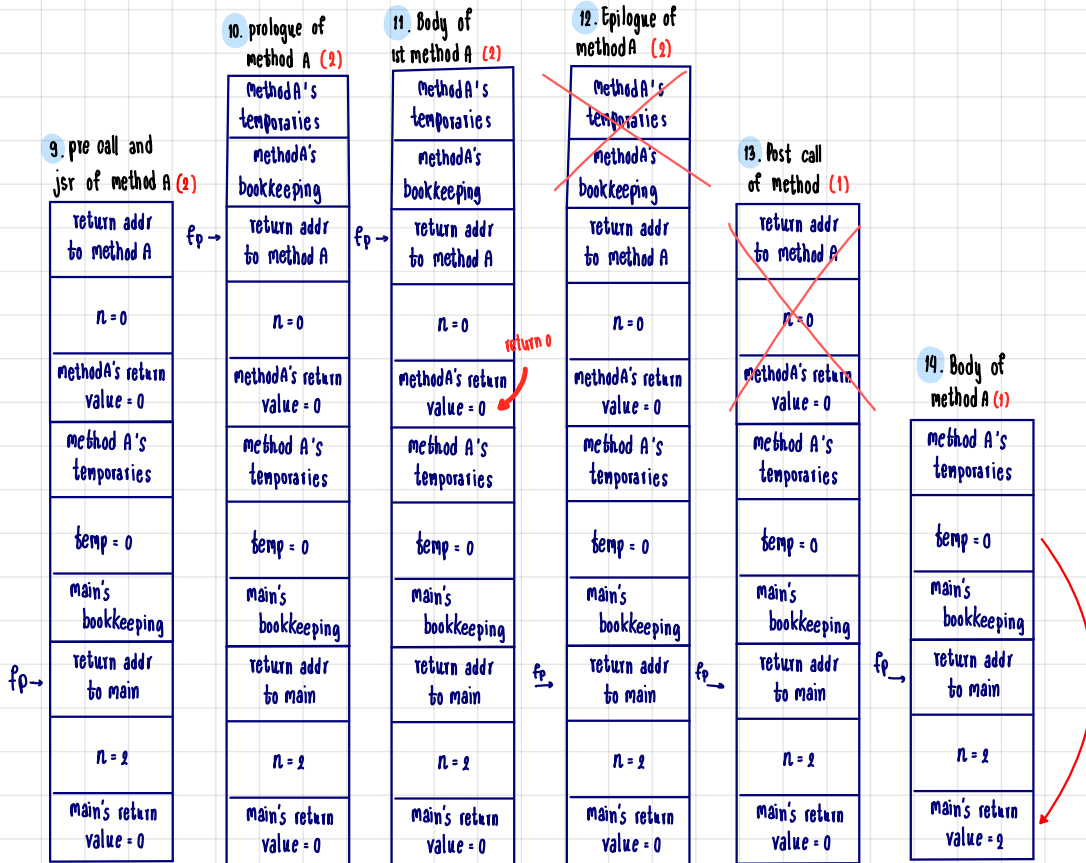 9. pre call and
jsr of method A (2)
return addr
to method A
n = 0
methodA's return
value = 0
method A's
temporaries
temp = 0
main's
bookkeeping
fp→
return addr
to main
n = 2
main's return
value = 0
10. prologue of
method A (2)
methodA's
temporaries
methodA's
bookkeeping
fp→
return addr
to method A
n = 0
methodA's return
value = 0
method A's
temporaries
temp = 0
main's
bookkeeping
return addr
to main
n = 2
main's return
value = 0
11. Body of
1st method A (2)
methodA's
temporaries
methodA's
bookkeeping
fp→
return addr
to method A
n = 0
return 0
methodA's return
value = 0
method A's
temporaries
temp = 0
main's
bookkeeping
return addr
to main
n = 2
main's return
value = 0
12. Epilogue of
methodA (2)
methodA's
temporaries
methodA's
bookkeeping
return addr
to method A
n = 0
methodA's return
value = 0
method A's
temporaries
temp = 0
main's
bookkeeping
fp→
return addr
to main
n = 2
main's return
value = 0
13. Post call
of method (1)
return addr
to method A
n = 0
methodA's return
value = 0
method A's
temporaries
temp = 0
main's
bookkeeping
fp→
return addr
to main
n = 2
main's return
value = 0
14. Body of
methodA (1)
method A's
temporaries
temp = 0
main's
bookkeeping
fp→
return addr
to main
n = 2
main's return
value = 2